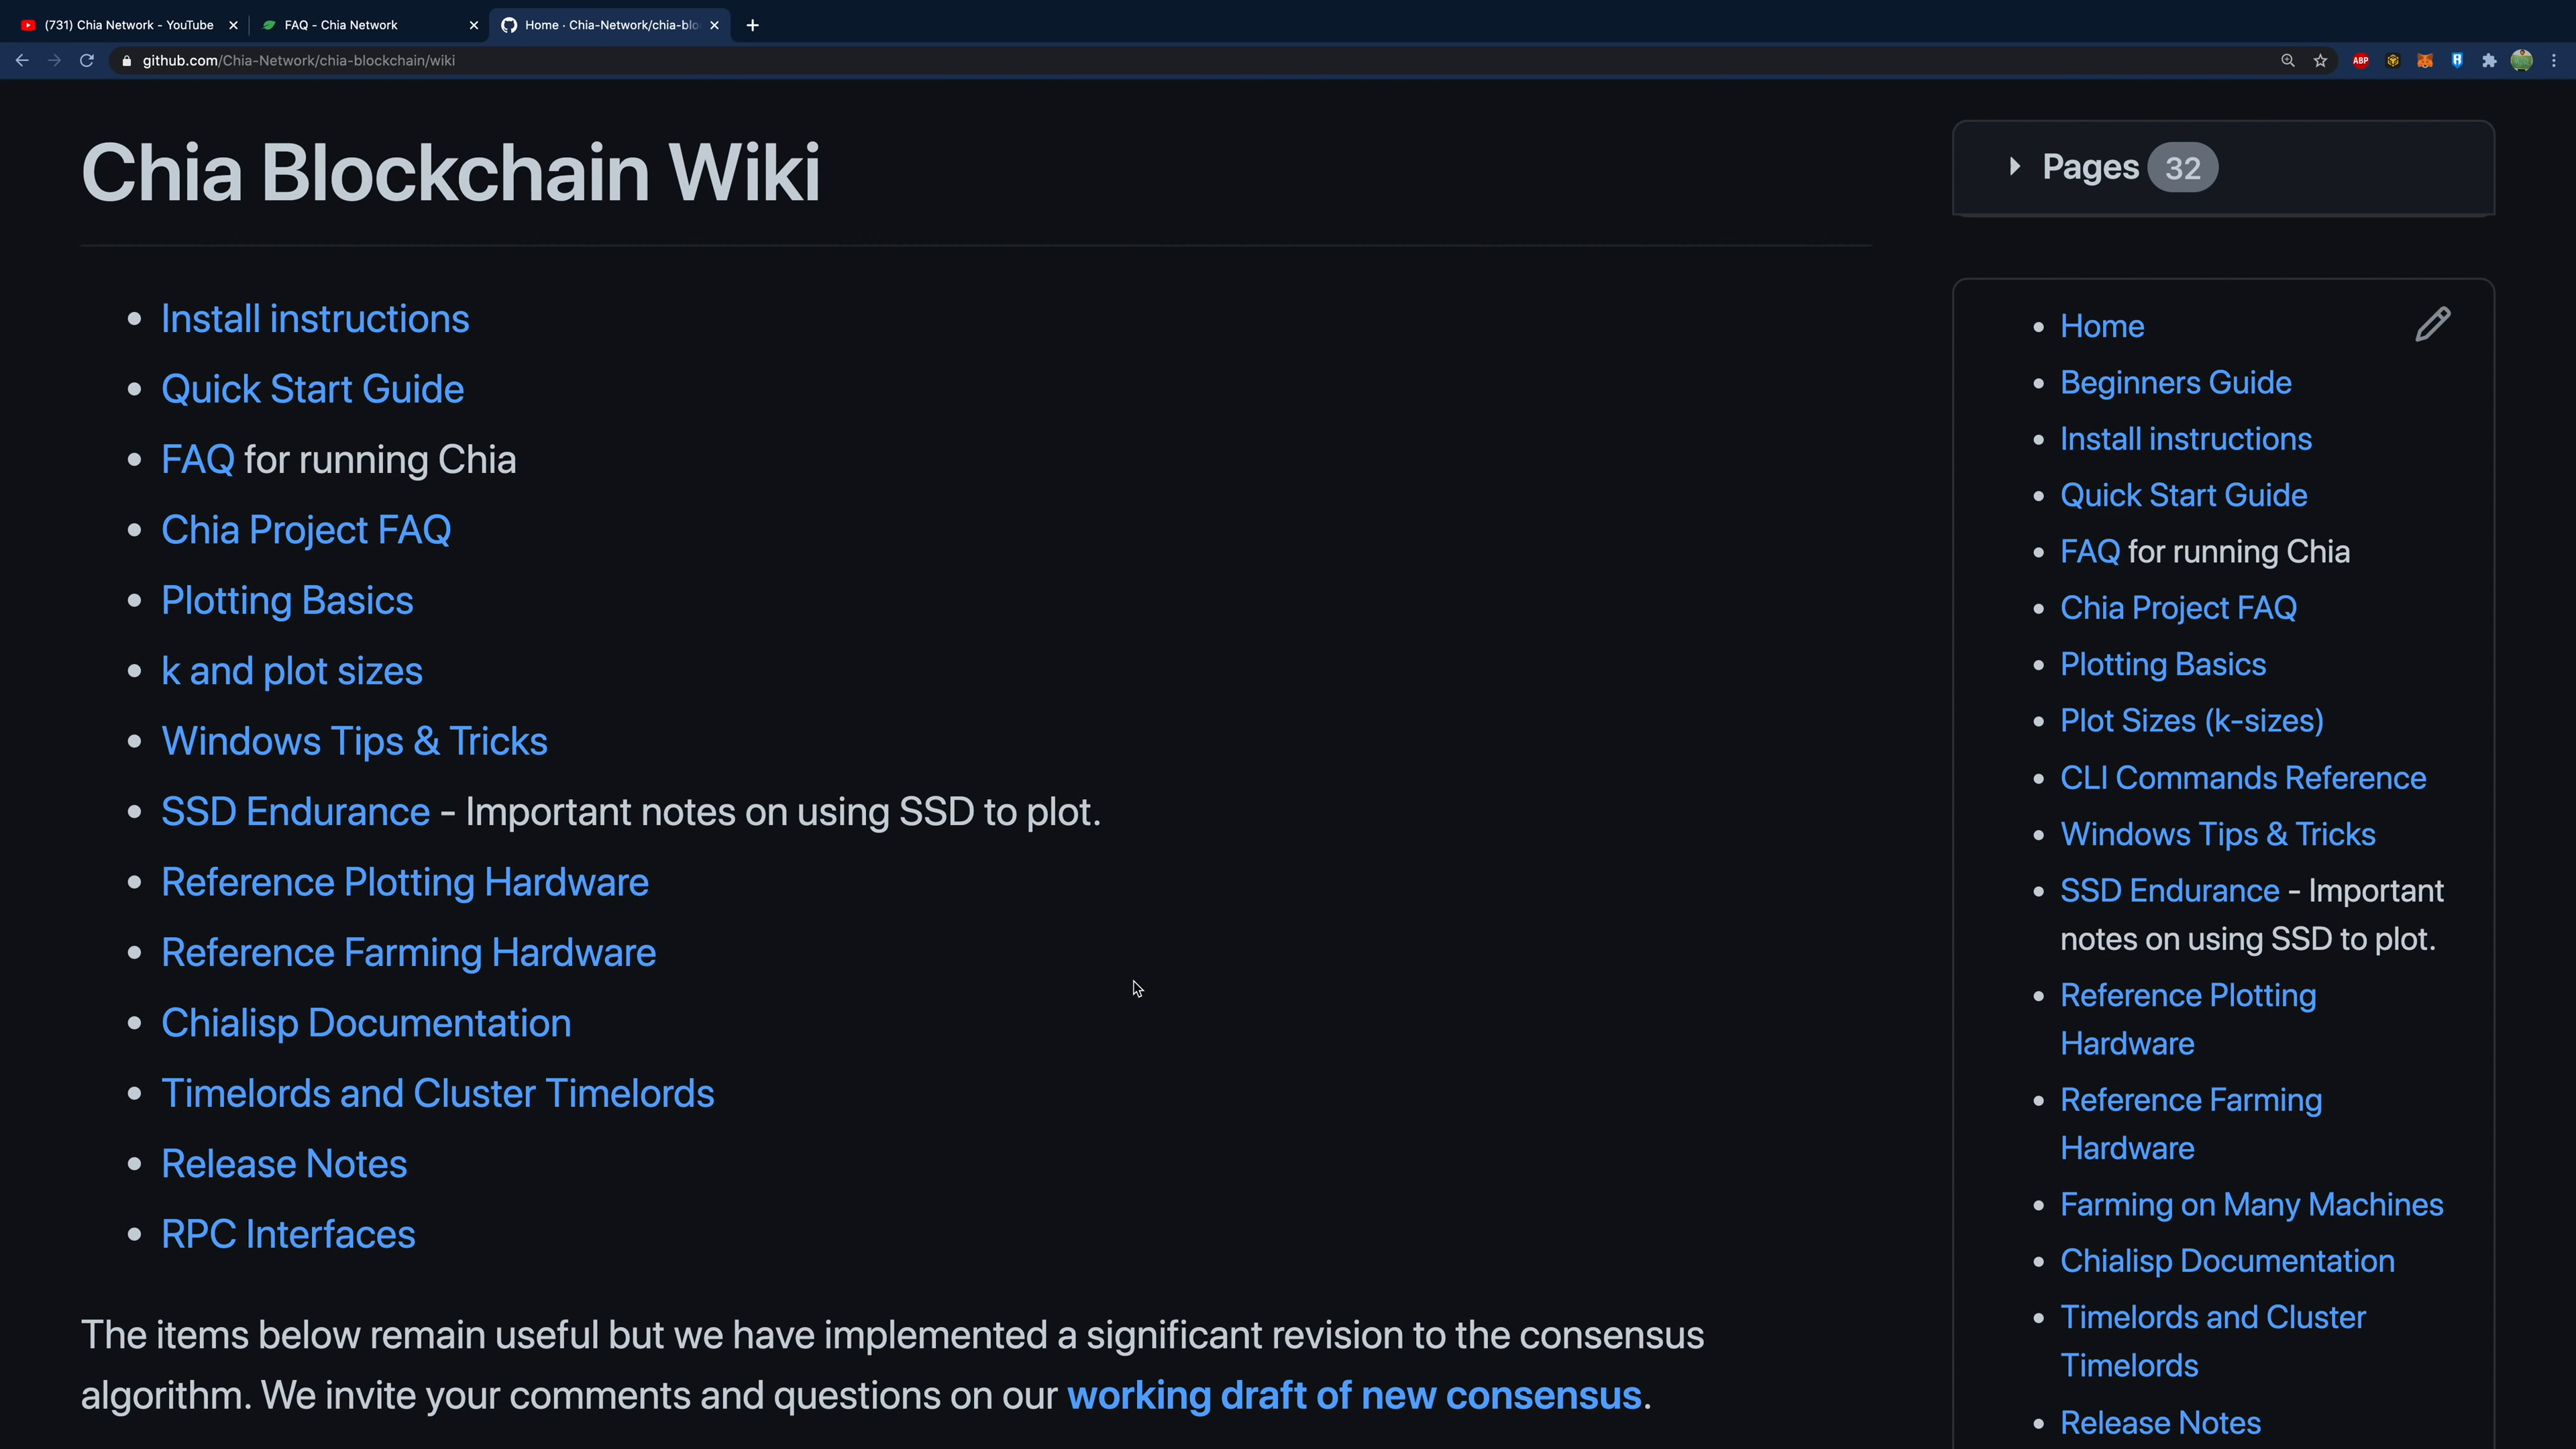 (731) Chia Network - YouTube
FAQ - Chia Network
Home · Chia-Network/chia-blo
github.com/Chia-Network/chia-blockchain/wiki
ABP
Chia Blockchain Wiki
Install instructions
Quick Start Guide
FAQ for running Chia
Chia Project FAQ
Plotting Basics
k and plot sizes
Windows Tips & Tricks
SSD Endurance - Important notes on using SSD to plot.
Reference Plotting Hardware
Reference Farming Hardware
Chialisp Documentation
Timelords and Cluster Timelords
Release Notes
RPC Interfaces
The items below remain useful but we have implemented a significant revision to the consensus
algorithm. We invite your comments and questions on our working draft of new consensus.
Pages 32
Home
Beginners Guide
Install instructions
Quick Start Guide
FAQ for running Chia
Chia Project FAQ
Plotting Basics
Plot Sizes (k-sizes)
CLI Commands Reference
Windows Tips & Tricks
SSD Endurance - Important
notes on using SSD to plot.
Reference Plotting
Hardware
Reference Farming
Hardware
Farming on Many Machines
Chialisp Documentation
Timelords and Cluster
Timelords
Release Notes